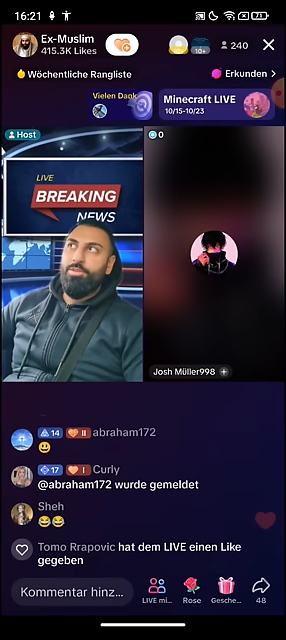 16:21
73
Ex-Muslim
415.3K Likes
10+
240
Wöchentliche Rangliste
Erkunden >
Vielen Dank
Minecraft LIVE
10/15-10/23
Host
0
LIVE
BREAKING
NEWS
Josh Müller998 +
14 II abraham172
17 I Curly
@abraham172 wurde gemeldet
Sheh
Tomo Rrapovic hat dem LIVE einen Like
gegeben
Kommentar hinz...
LIVE mi...
Rose
Gesche...
48